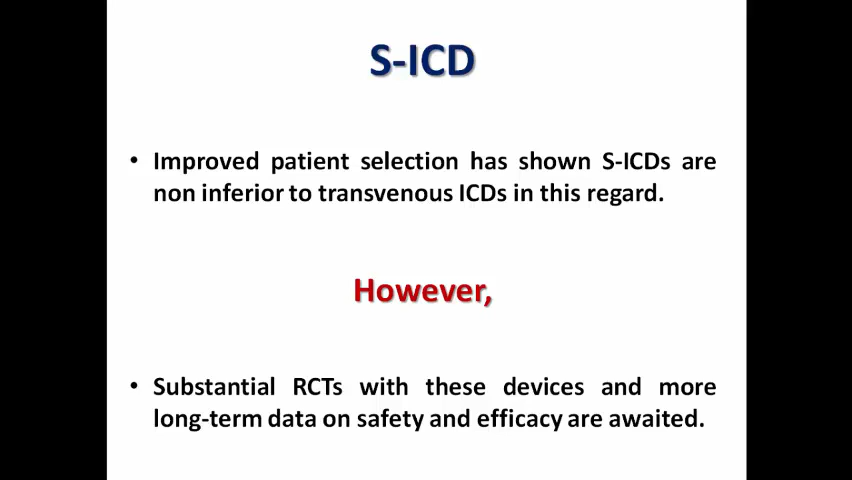 S-ICD
• Improved patient selection has shown S-ICDs are
non inferior to transvenous ICDs in this regard.
However,
• Substantial RCTs with these devices and more
long-term data on safety and efficacy are awaited.